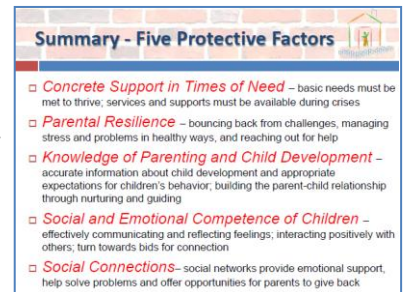 Summary - Five Protective Factors
Concrete Support in Times of Need – basic needs must be
met to thrive; services and supports must be available during crises
Parental Resilience – bouncing back from challenges, managing
stress and problems in healthy ways, and reaching out for help
Knowledge of Parenting and Child Development –
accurate information about child development and appropriate
expectations for children's behavior; building the parent-child relationship
through nurturing and guiding
Social and Emotional Competence of Children –
effectively communicating and reflecting feelings; interacting positively with
others; turn towards bids for connection
Social Connections– social networks provide emotional support,
help solve problems and offer opportunities for parents to give back